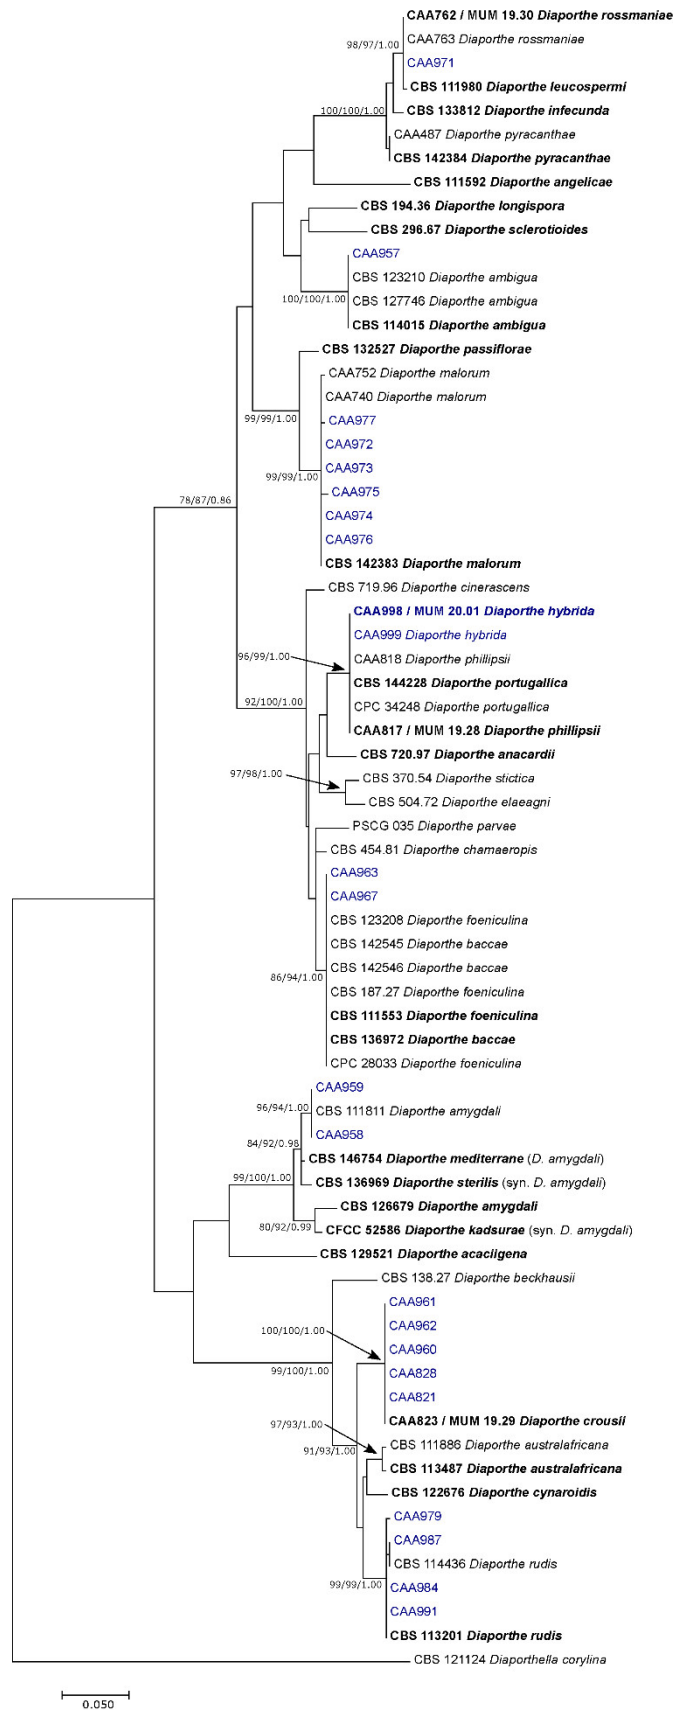 CAA762 / MUM 19.30 Diaporthe rossmaniae
CAA763 Diaporthe rossmaniae
98/97/1.00
CAA971
CBS 111980 Diaporthe leucospermi
CBS 133812 Diaporthe infecunda
100/100/1.00
CAA487 Diaporthe pyracanthae
CBS 142384 Diaporthe pyracanthae
CBS 111592 Diaporthe angelicae
CBS 194.36 Diaporthe longispora
CBS 296.67 Diaporthe sclerotioides
CAA957
CBS 123210 Diaporthe ambigua
CBS 127746 Diaporthe ambigua
100/100/1.00
CBS 114015 Diaporthe ambigua
CBS 132527 Diaporthe passiflorae
CAA752 Diaporthe malorum
CAA740 Diaporthe malorum
99/99/1.00
CAA977
CAA972
CAA973
99/99/1.00
CAA975
78/87/0.86
CAA974
CAA976
CBS 142383 Diaporthe malorum
CBS 719.96 Diaporthe cinerascens
CAA998 / MUM 20.01 Diaporthe hybrida
CAA999 Diaporthe hybrida
96/99/1.00
CAA818 Diaporthe phillipsii
CBS 144228 Diaporthe portugallica
92/100/1.00
CPC 34248 Diaporthe portugallica
CAA817 / MUM 19.28 Diaporthe phillipsii
CBS 720.97 Diaporthe anacardii
97/98/1.00
CBS 370.54 Diaporthe stictica
CBS 504.72 Diaporthe elaeagni
PSCG 035 Diaporthe parvae
CBS 454.81 Diaporthe chamaeropis
CAA963
CAA967
CBS 123208 Diaporthe foeniculina
CBS 142545 Diaporthe baccae
CBS 142546 Diaporthe baccae
86/94/1.00
CBS 187.27 Diaporthe foeniculina
CBS 111553 Diaporthe foeniculina
CBS 136972 Diaporthe baccae
CPC 28033 Diaporthe foeniculina
CAA959
96/94/1.00
CBS 111811 Diaporthe amygdali
CAA958
84/92/0.98
CBS 146754 Diaporthe mediterrane (D. amygdali)
99/100/1.00
CBS 136969 Diaporthe sterilis (syn. D. amygdali)
CBS 126679 Diaporthe amygdali
80/92/0.99
CFCC 52586 Diaporthe kadsurae (syn. D. amygdali)
CBS 129521 Diaporthe acaciigena
CBS 138.27 Diaporthe beckhausii
CAA961
CAA962
100/100/1.00
CAA960
99/100/1.00
CAA828
CAA821
CAA823 / MUM 19.29 Diaporthe crousii
97/93/1.00
CBS 111886 Diaporthe australafricana
91/93/1.00
CBS 113487 Diaporthe australafricana
CBS 122676 Diaporthe cynaroidis
CAA979
CAA987
CBS 114436 Diaporthe rudis
99/99/1.00
CAA984
CAA991
CBS 113201 Diaporthe rudis
CBS 121124 Diaporthella corylina
0.050